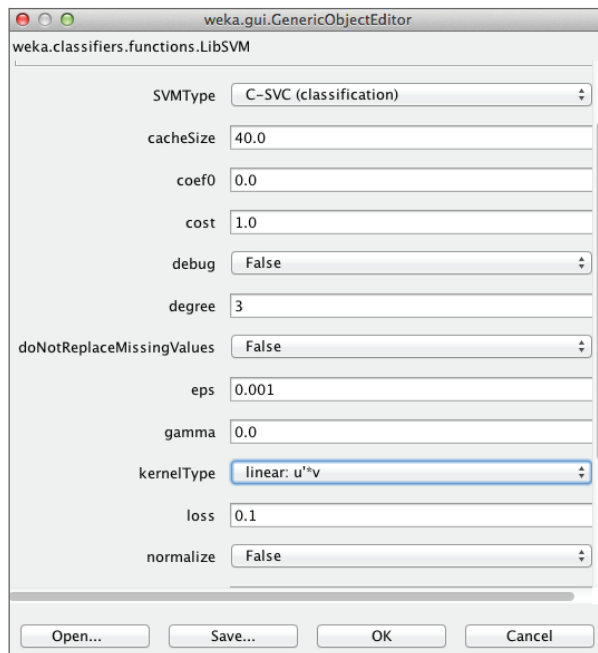 weka.gui.GenericObjectEditor
weka.classifiers.functions.LibSVM
SVMType C-SVC (classification)
cacheSize 40.0
coef0 0.0
cost 1.0
debug False
degree 3
doNotReplaceMissingValues False
eps 0.001
gamma 0.0
kernelType linear: u'*v
loss 0.1
normalize False
Open... Save... OK Cancel